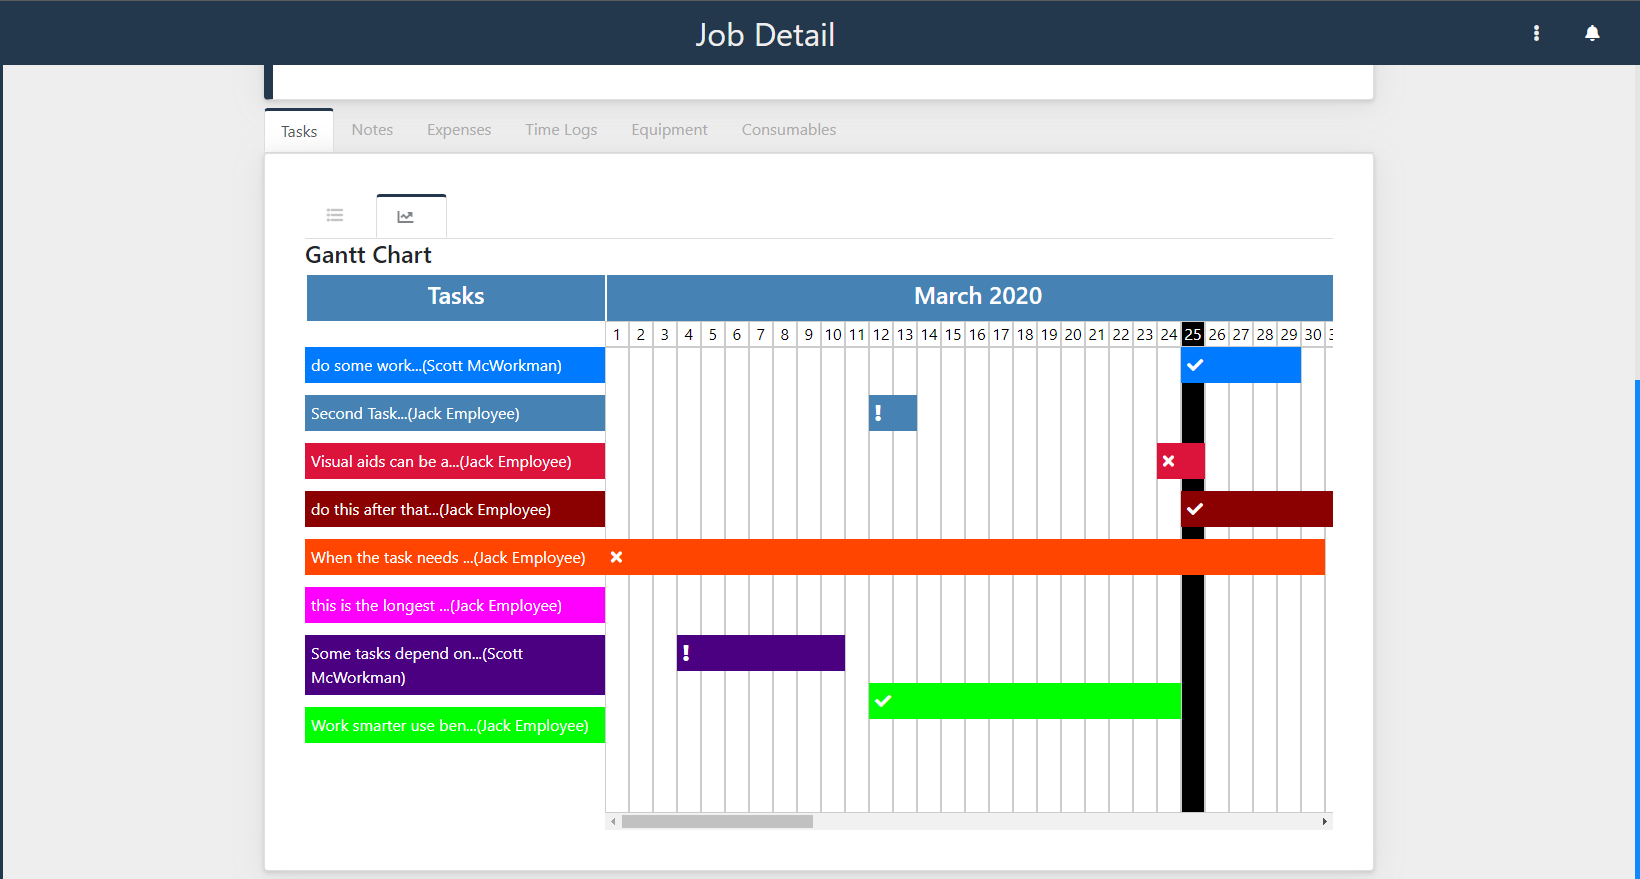 Job Detail
Tasks Notes Expenses Time Logs Equipment Consumables
Gantt Chart
Tasks March 2020
1 2 3 4 5 6 7 8 9 10 11 12 13 14 15 16 17 18 19 20 21 22 23 24 25 26 27 28 29 30
do some work...(Scott McWorkman)
Second Task...(Jack Employee)
Visual aids can be a...(Jack Employee)
do this after that...(Jack Employee)
When the task needs ...(Jack Employee)
this is the longest ...(Jack Employee)
Some tasks depend on...(Scott
McWorkman)
Work smarter use ben...(Jack Employee)